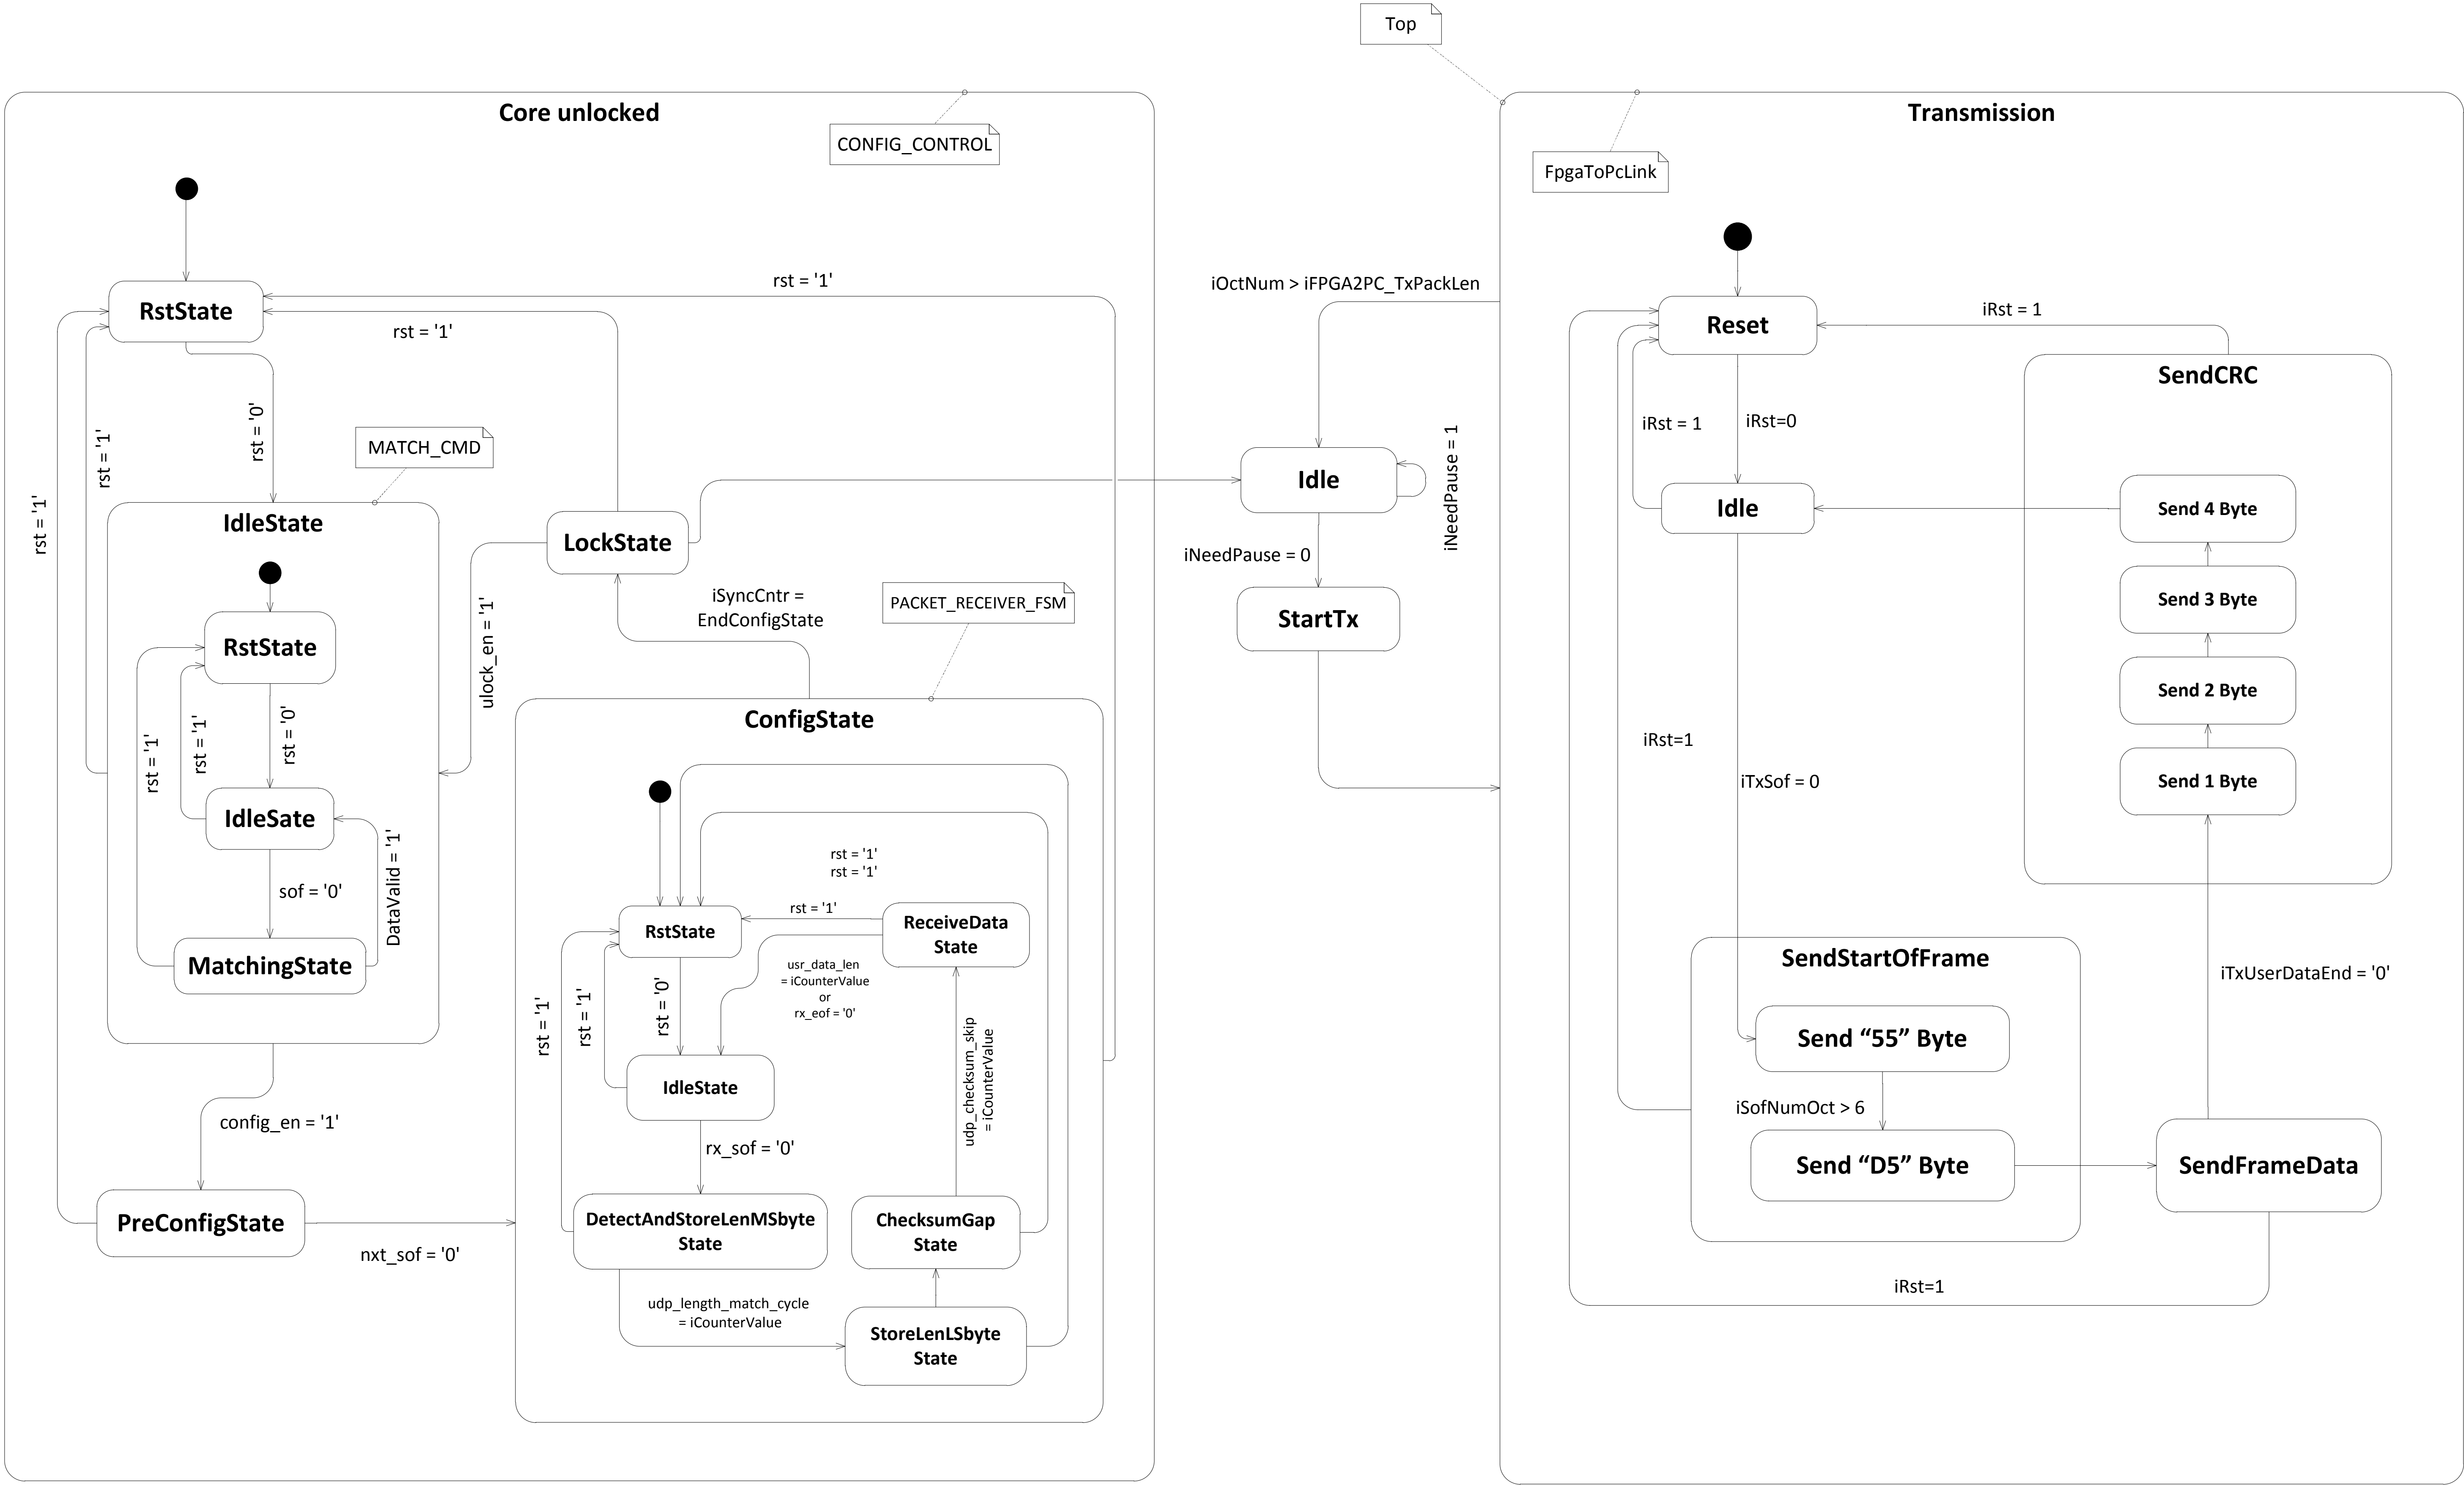 Top
Core unlocked
CONFIG_CONTROL
RstState
rst = '1'
rst = '1'
rst = '0'
rst = '1'
rst = '1'
MATCH_CMD
IdleState
RstState
rst = '0'
rst = '1'
rst = '1'
IdleSate
sof = '0'
DataValid = '1'
MatchingState
config_en = '1'
PreConfigState
nxt_sof = '0'
LockState
ulock_en = '1'
iSyncCntr =
EndConfigState
PACKET_RECEIVER_FSM
ConfigState
rst = '1'
rst = '1'
rst = '1'
RstState
ReceiveData
State
usr_data_len
= iCounterValue
or
rx_eof = '0'
rst = '0'
rst = '1'
rst = '1'
udp_checksum_skip
= iCounterValue
IdleState
rx_sof = '0'
DetectAndStoreLenMSbyte
State
ChecksumGap
State
udp_length_match_cycle
= iCounterValue
StoreLenLSbyte
State
iOctNum > iFPGA2PC_TxPackLen
Idle
iNeedPause = 1
iNeedPause = 0
StartTx
Transmission
FpgaToPcLink
Reset
iRst = 1
iRst = 1
iRst=0
Idle
iRst=1
iTxSof = 0
SendCRC
Send 4 Byte
Send 3 Byte
Send 2 Byte
Send 1 Byte
SendStartOfFrame
Send “55” Byte
iSofNumOct > 6
Send “D5” Byte
iTxUserDataEnd = '0'
SendFrameData
iRst=1